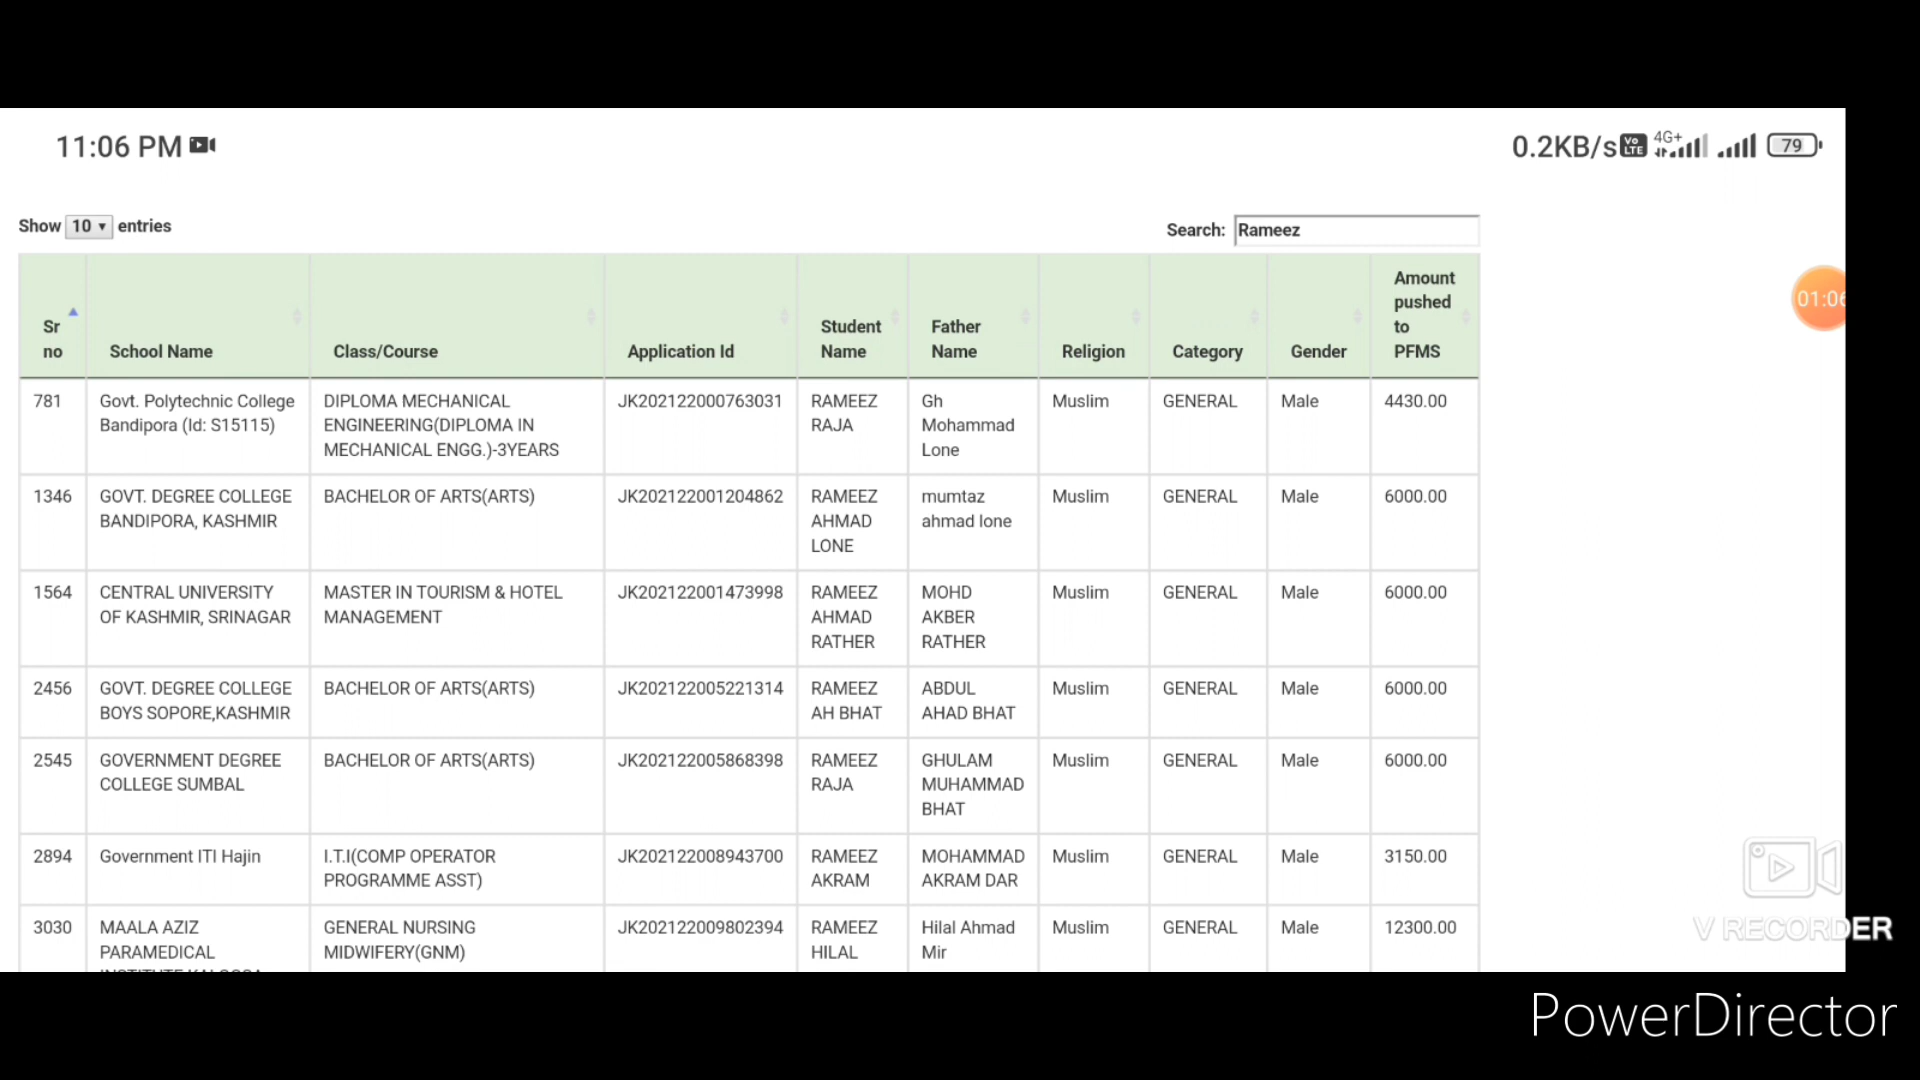 11:06 PM
0.2KB/s Vo LTE 4G+ 79
Show 10 entries
Search: Rameez
01:06
Sr no School Name Class/Course Application Id Student Name Father Name Religion Category Gender Amount pushed to PFMS
781 Govt. Polytechnic College Bandipora (Id: S15115) DIPLOMA MECHANICAL ENGINEERING(DIPLOMA IN MECHANICAL ENGG.)-3YEARS JK202122000763031 RAMEEZ RAJA Gh Mohammad Lone Muslim GENERAL Male 4430.00
1346 GOVT. DEGREE COLLEGE BANDIPORA, KASHMIR BACHELOR OF ARTS(ARTS) JK202122001204862 RAMEEZ AHMAD LONE mumtaz ahmad lone Muslim GENERAL Male 6000.00
1564 CENTRAL UNIVERSITY OF KASHMIR, SRINAGAR MASTER IN TOURISM & HOTEL MANAGEMENT JK202122001473998 RAMEEZ AHMAD RATHER MOHD AKBER RATHER Muslim GENERAL Male 6000.00
2456 GOVT. DEGREE COLLEGE BOYS SOPORE,KASHMIR BACHELOR OF ARTS(ARTS) JK202122005221314 RAMEEZ AH BHAT ABDUL AHAD BHAT Muslim GENERAL Male 6000.00
2545 GOVERNMENT DEGREE COLLEGE SUMBAL BACHELOR OF ARTS(ARTS) JK202122005868398 RAMEEZ RAJA GHULAM MUHAMMAD BHAT Muslim GENERAL Male 6000.00
2894 Government ITI Hajin I.T.I(COMP OPERATOR PROGRAMME ASST) JK202122008943700 RAMEEZ AKRAM MOHAMMAD AKRAM DAR Muslim GENERAL Male 3150.00
3030 MAALA AZIZ PARAMEDICAL GENERAL NURSING MIDWIFERY(GNM) JK202122009802394 RAMEEZ HILAL Hilal Ahmad Mir Muslim GENERAL Male 12300.00
V RECORDER
PowerDirector